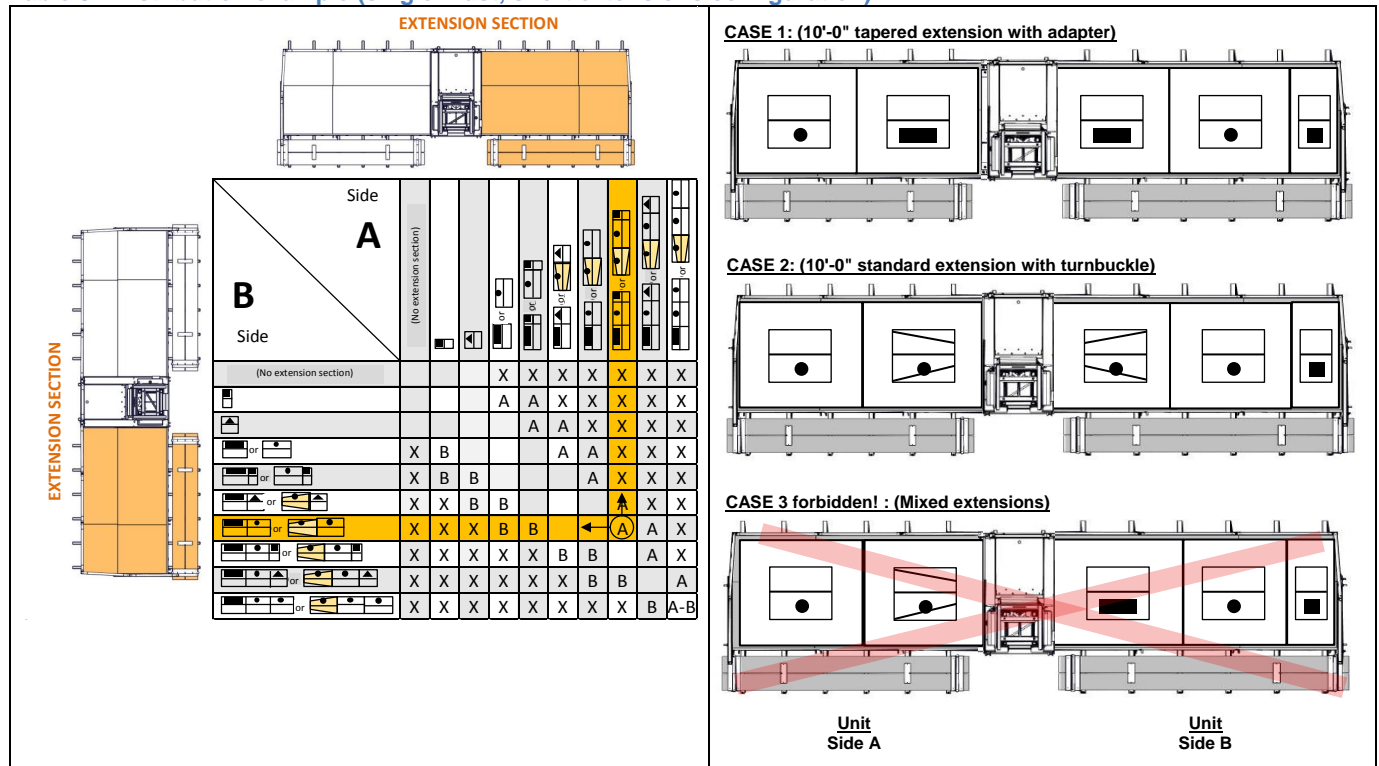 EXTENSION SECTION
EXTENSION SECTION
Side
A
B
Side
(No extension section)
or or or or or or or
(No extension section) X X X X X X X
A A X X X X X
A A X X X X
or X B A A X X X
or X B B A X X X
or X X B B A X X
or X X X B B A A X
or X X X X X B B A X
or X X X X X X B B A
or X X X X X X X X B A-B
CASE 1: (10'-0" tapered extension with adapter)
CASE 2: (10'-0" standard extension with turnbuckle)
CASE 3 forbidden! : (Mixed extensions)
Unit
Side A
Unit
Side B